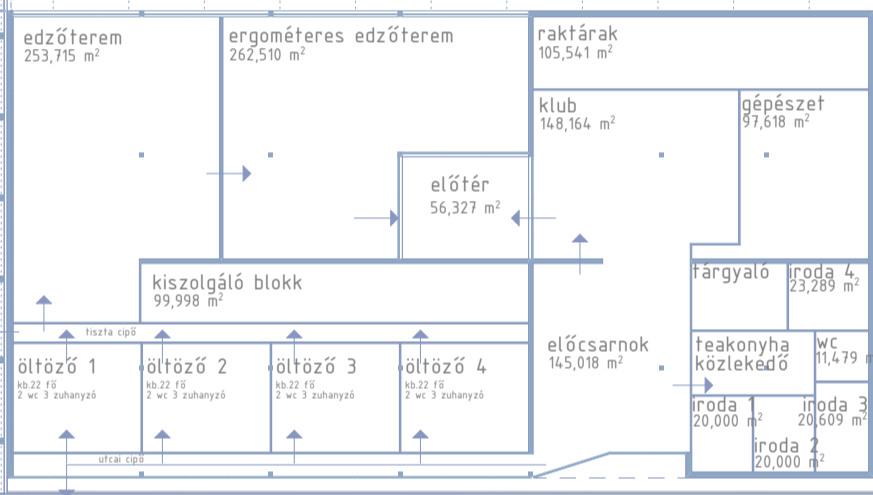 edzőterem
253,715 m²
ergométeres edzőterem
262,510 m²
raktárak
105,541 m²
klub
148,164 m²
gépészet
97,618 m²
előtér
56,327 m²
kiszolgáló blokk
99,998 m²
tárgyaló
iroda 4
23,289 m²
tiszta cipő
öltöző 1
kb.22 fő
2 wc 3 zuhanyzó
öltöző 2
kb.22 fő
2 wc 3 zuhanyzó
öltöző 3
kb.22 fő
2 wc 3 zuhanyzó
öltöző 4
kb.22 fő
2 wc 3 zuhanyzó
előcsarnok
145,018 m²
teakonyha
közlekedő
wc
11,479 m
iroda 1
20,000 m²
iroda 3
20,609 m²
iroda 2
20,000 m²
utcai cipő